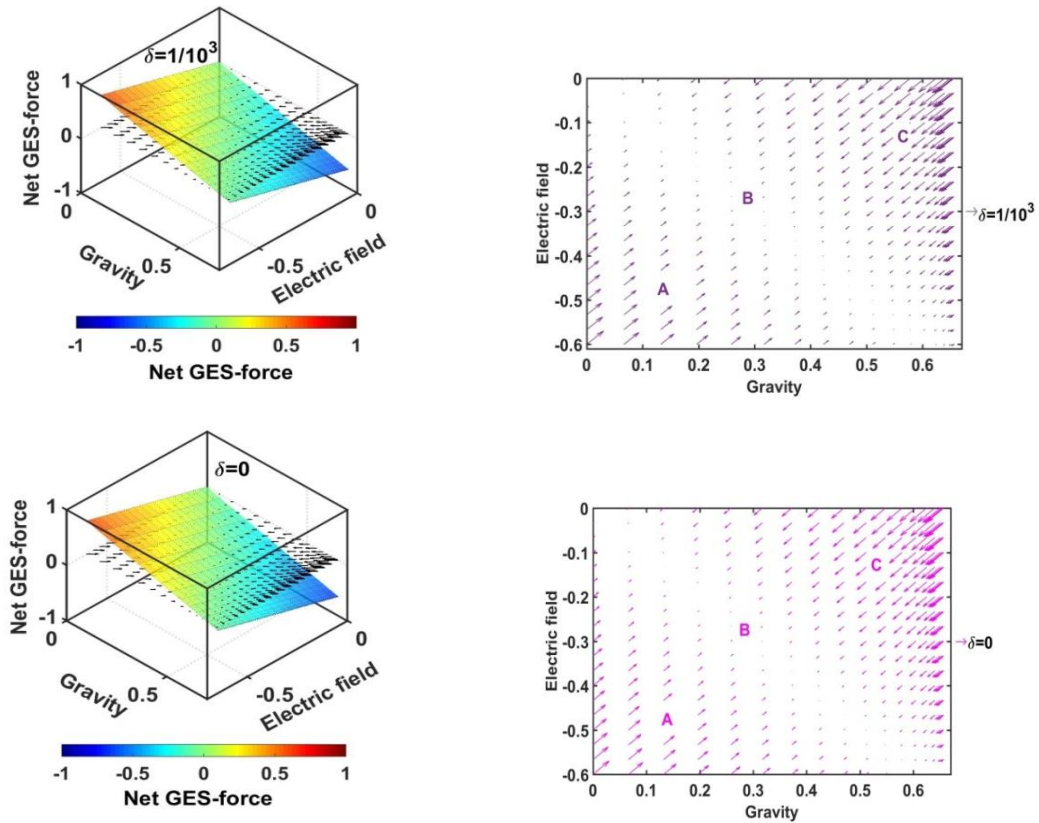 δ=1/10³
1
0
-1
Net GES-force
0
0.5
Gravity
-0.5
0
Electric field
-1
-0.5
0
0.5
1
Net GES-force
0
-0.1
-0.2
-0.3
-0.4
-0.5
-0.6
Electric field
C
B
A
δ=1/10³
0
0.1
0.2
0.3
0.4
0.5
0.6
Gravity
δ=0
1
0
-1
Net GES-force
0
0.5
Gravity
-0.5
0
Electric field
-1
-0.5
0
0.5
1
Net GES-force
0
-0.1
-0.2
-0.3
-0.4
-0.5
-0.6
Electric field
C
B
A
δ=0
0
0.1
0.2
0.3
0.4
0.5
0.6
Gravity